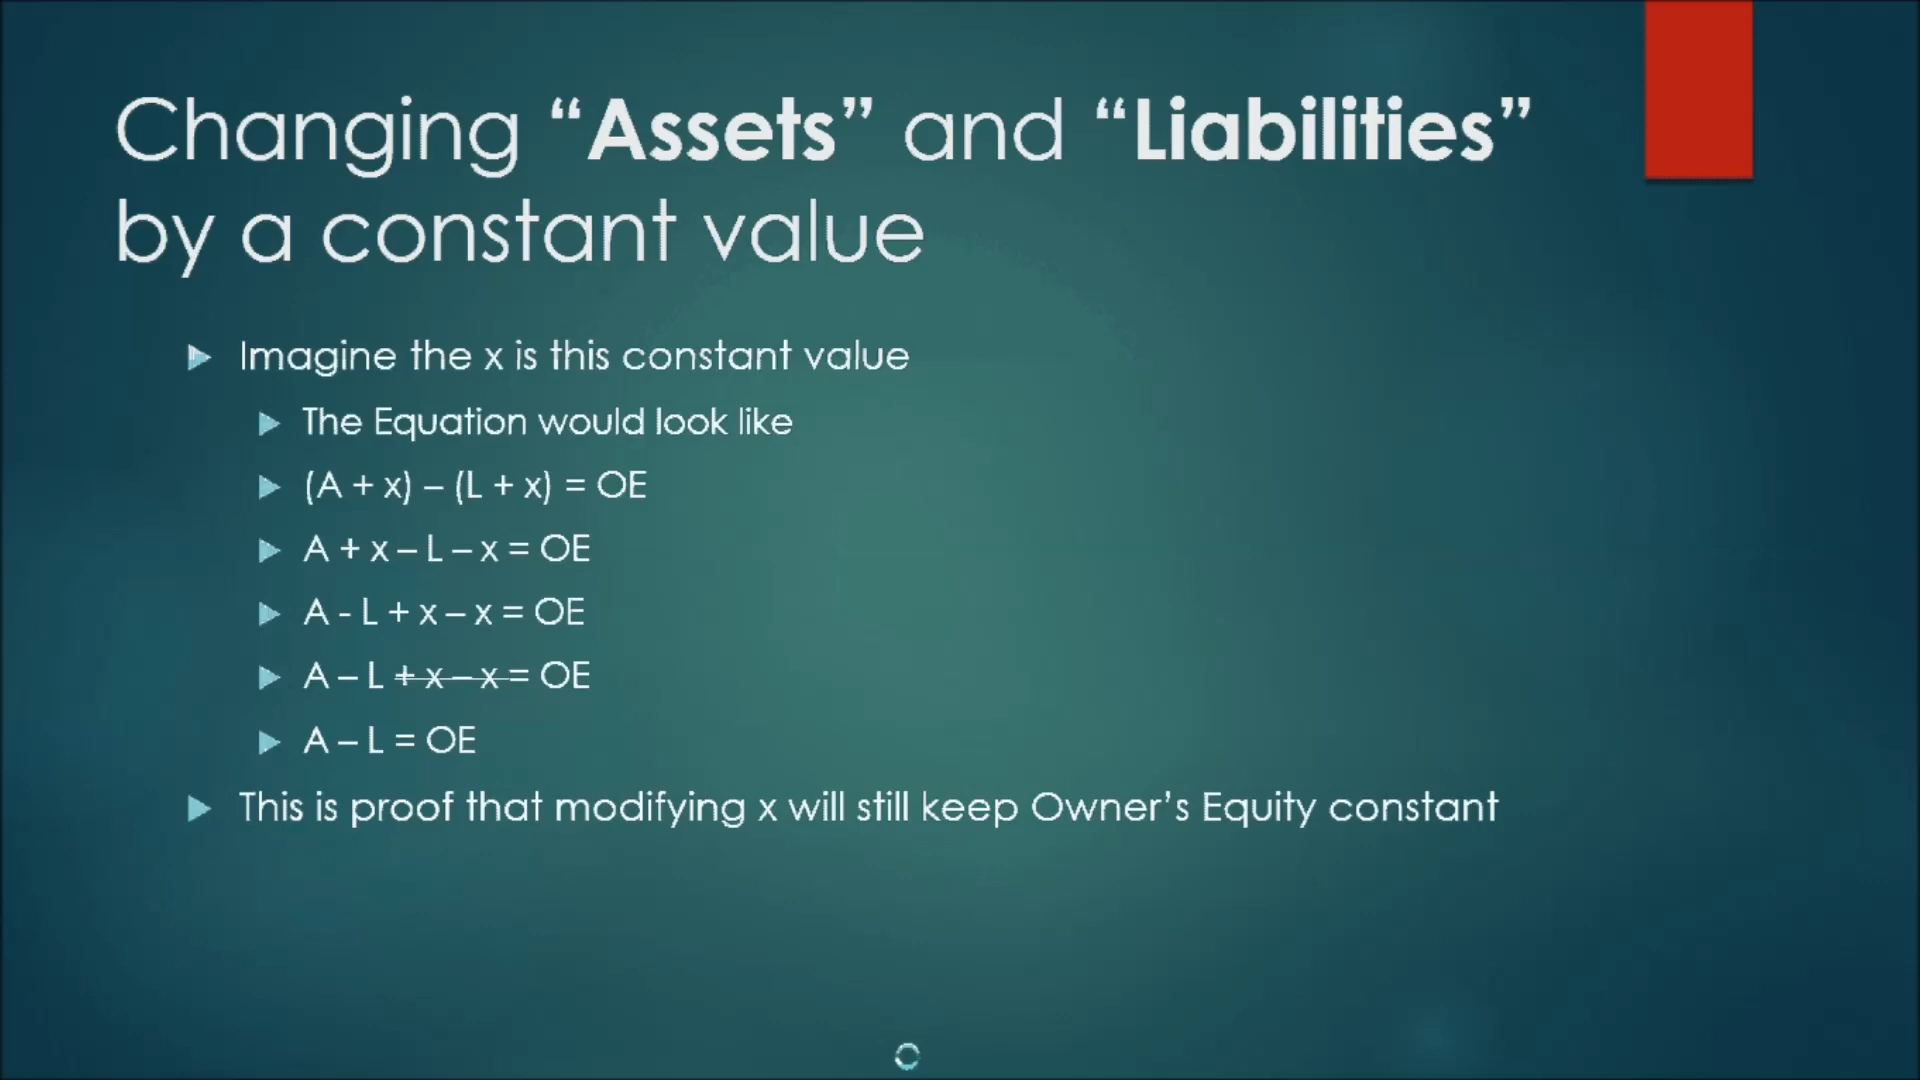 Changing “Assets” and “Liabilities”
by a constant value
Imagine the x is this constant value
The Equation would look like
(A + x) – (L + x) = OE
A + x – L – x = OE
A - L + x – x = OE
A – L + x – x = OE
A – L = OE
This is proof that modifying x will still keep Owner’s Equity constant